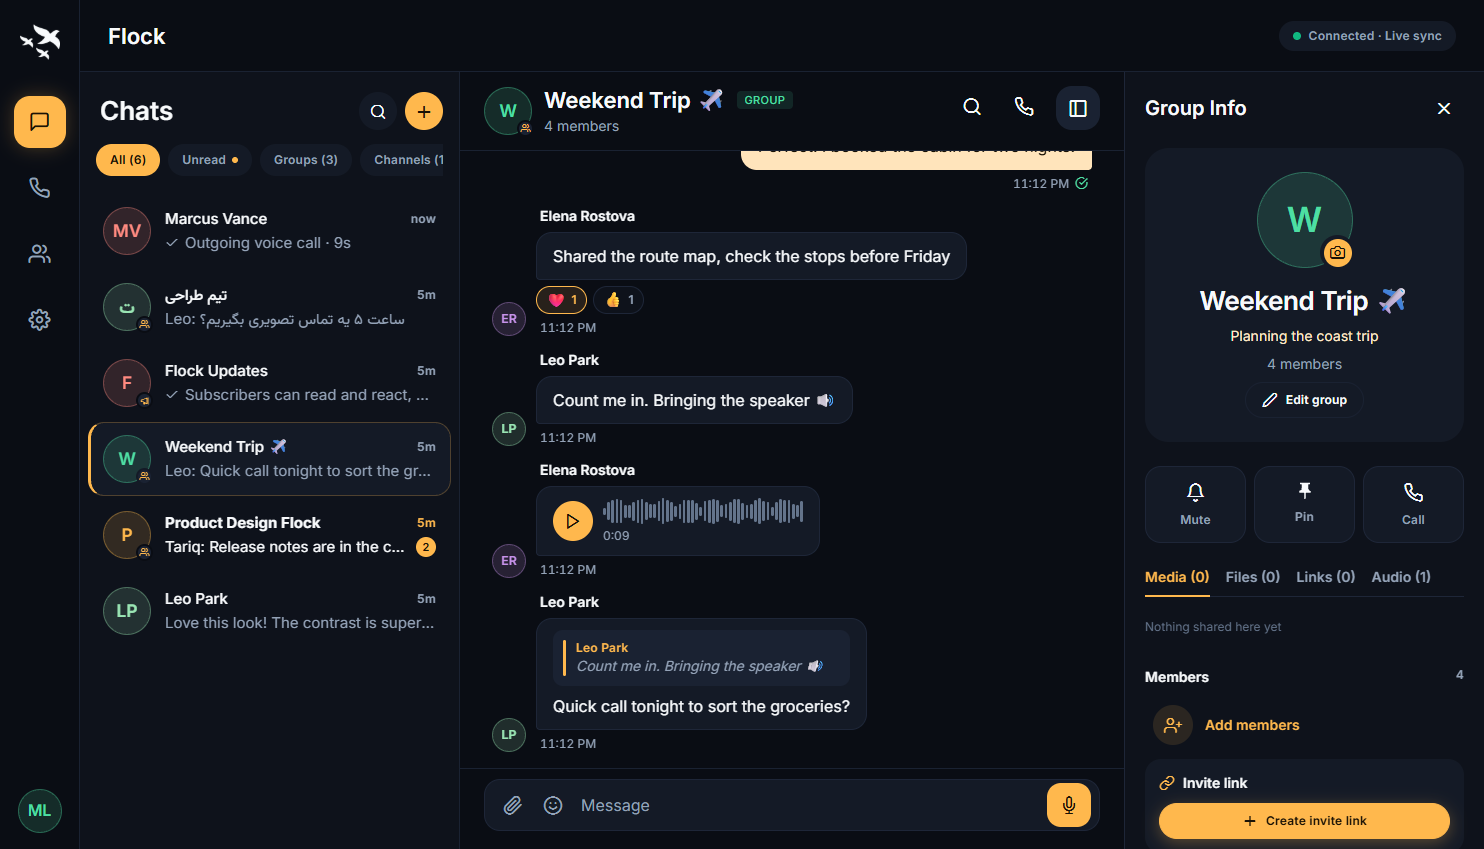 Flock
Connected · Live sync
Chats
All (6)
Unread
Groups (3)
Channels (1
MV
Marcus Vance
now
Outgoing voice call · 9s
ت
تیم طراحی
5m
Leo: ساعت ۵ یه تماس تصویری بگیریم؟
F
Flock Updates
5m
Subscribers can read and react, ...
W
Weekend Trip ✈️
5m
Leo: Quick call tonight to sort the gr...
P
Product Design Flock
5m
Tariq: Release notes are in the c...
2
LP
Leo Park
5m
Love this look! The contrast is super...
ML
W
Weekend Trip ✈️
GROUP
4 members
11:12 PM
Elena Rostova
Shared the route map, check the stops before Friday
❤️ 1
👍 1
ER
11:12 PM
Leo Park
Count me in. Bringing the speaker 🔊
LP
11:12 PM
Elena Rostova
0:09
ER
11:12 PM
Leo Park
Leo Park
Count me in. Bringing the speaker 🔊
Quick call tonight to sort the groceries?
LP
11:12 PM
Message
Group Info
W
Weekend Trip ✈️
Planning the coast trip
4 members
Edit group
Mute
Pin
Call
Media (0)
Files (0)
Links (0)
Audio (1)
Nothing shared here yet
Members
4
Add members
Invite link
Create invite link